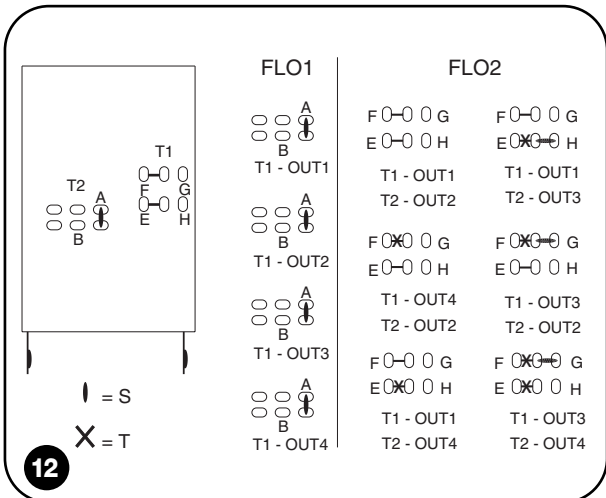 FLO1
FLO2
T1
F G
E H
T2
A
B
= S
= T
12
A
B
T1 - OUT1
A
B
T1 - OUT2
A
B
T1 - OUT3
A
B
T1 - OUT4
F G
E H
T1 - OUT1
T2 - OUT2
F G
E H
T1 - OUT1
T2 - OUT3
F G
E H
T1 - OUT4
T2 - OUT2
F G
E H
T1 - OUT3
T2 - OUT2
F G
E H
T1 - OUT1
T2 - OUT4
F G
E H
T1 - OUT3
T2 - OUT4